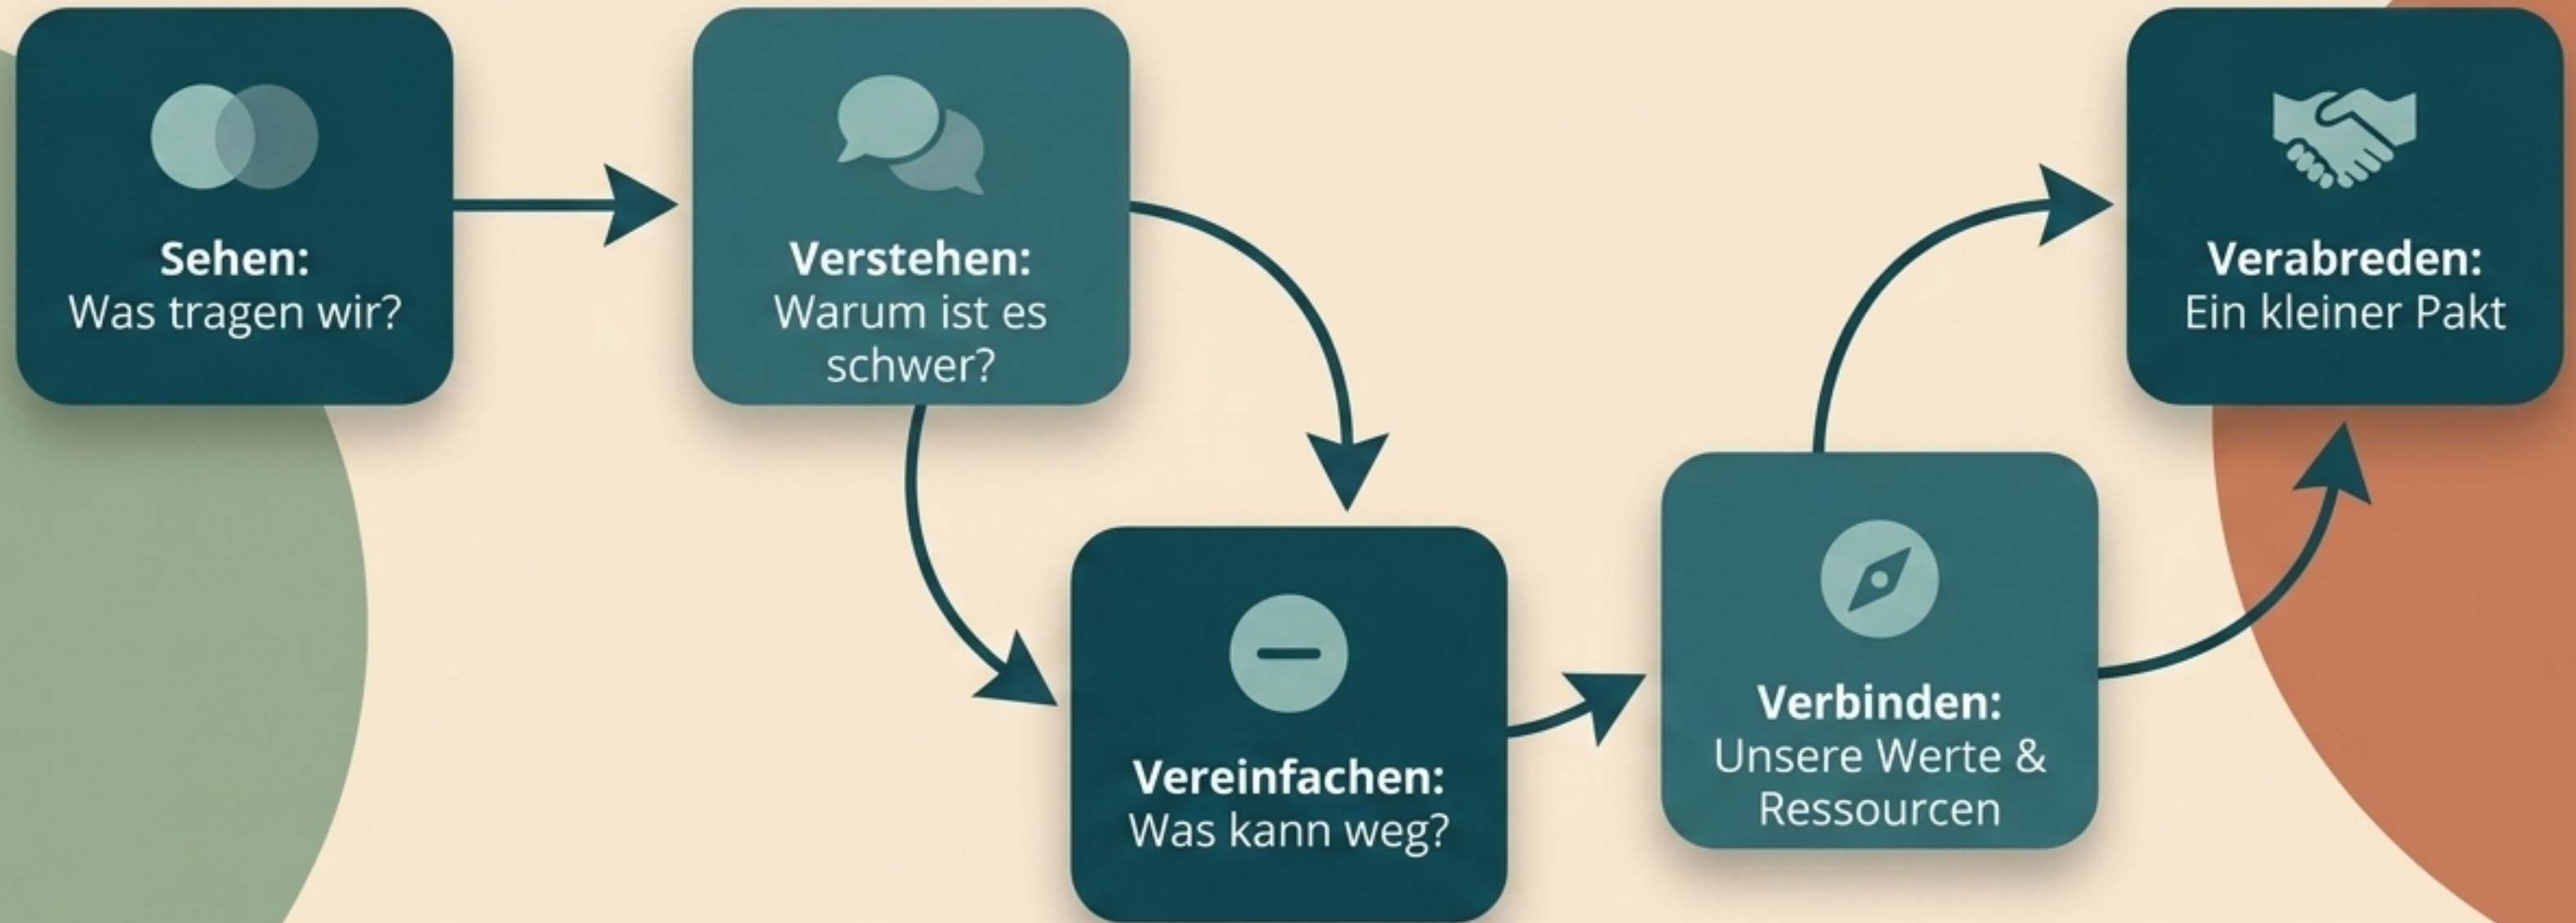 Sehen:
Was tragen wir?
Verstehen:
Warum ist es
schwer?
Vereinfachen:
Was kann weg?
Verbinden:
Unsere Werte &
Ressourcen
Verabreden:
Ein kleiner Pakt